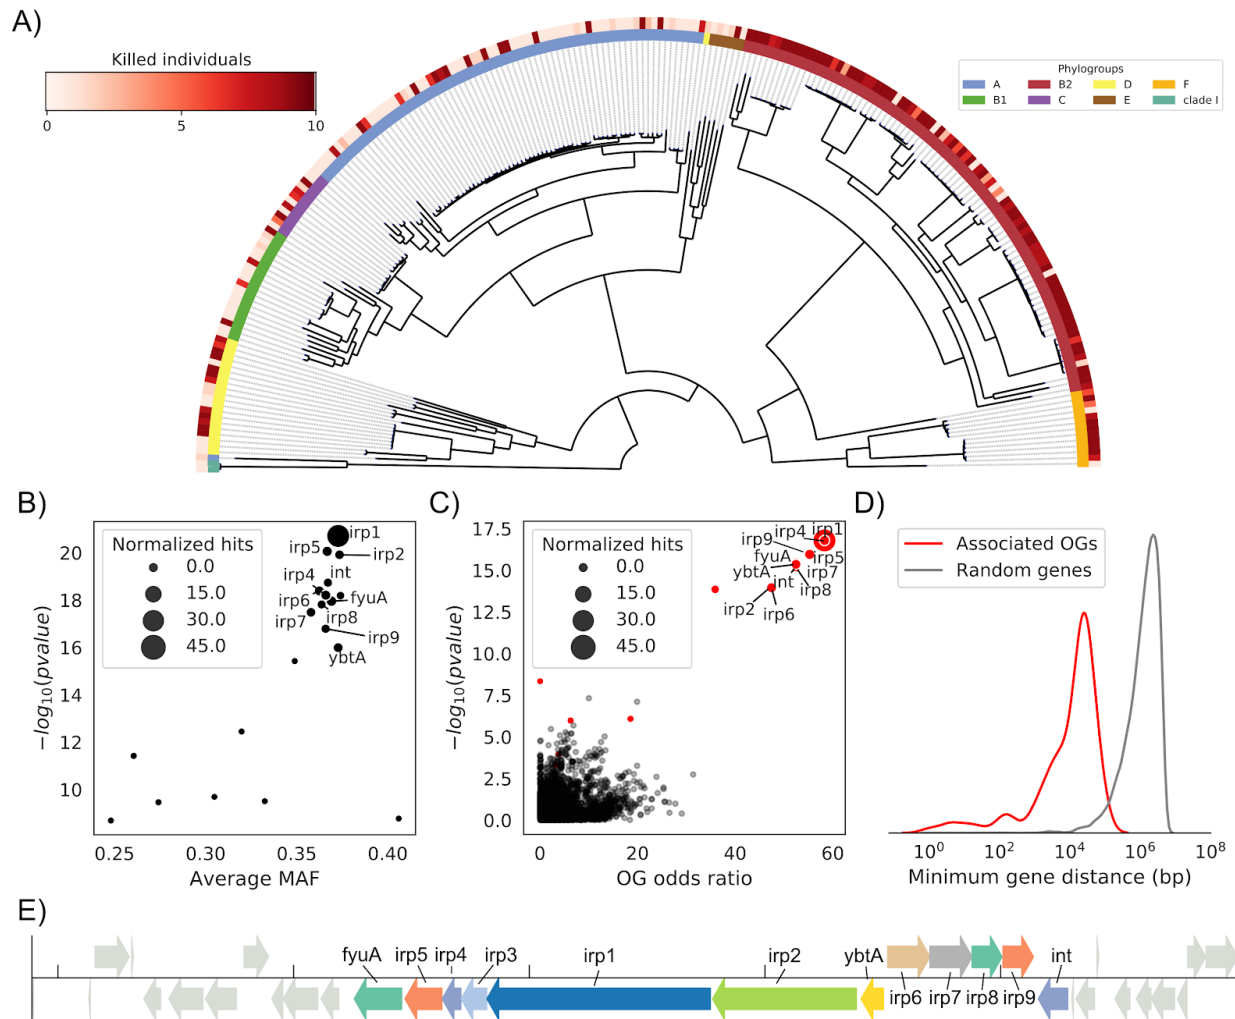 A)
Killed individuals
0 5 10
Phylogroups
A B2 D F
B1 C E clade I
B)
Normalized hits
0.0
15.0
30.0
45.0
irp1
irp5
irp2
irp4
int
irp6
fyuA
irp8
irp7
irp9
ybtA
20
18
16
14
12
10
-log10(pvalue)
0.25 0.30 0.35 0.40
Average MAF
C)
Normalized hits
0.0
15.0
30.0
45.0
irp4 irp1
irp9
irp5
fyuA
ybtA
irp7
int
irp8
irp2
irp6
17.5
15.0
12.5
10.0
7.5
5.0
2.5
0.0
-log10(pvalue)
0 20 40 60
OG odds ratio
D)
Associated OGs
Random genes
10^0 10^2 10^4 10^6 10^8
Minimum gene distance (bp)
E)
fyuA irp5 irp4 irp3 irp1 irp2 ybtA int
irp6 irp7 irp8 irp9